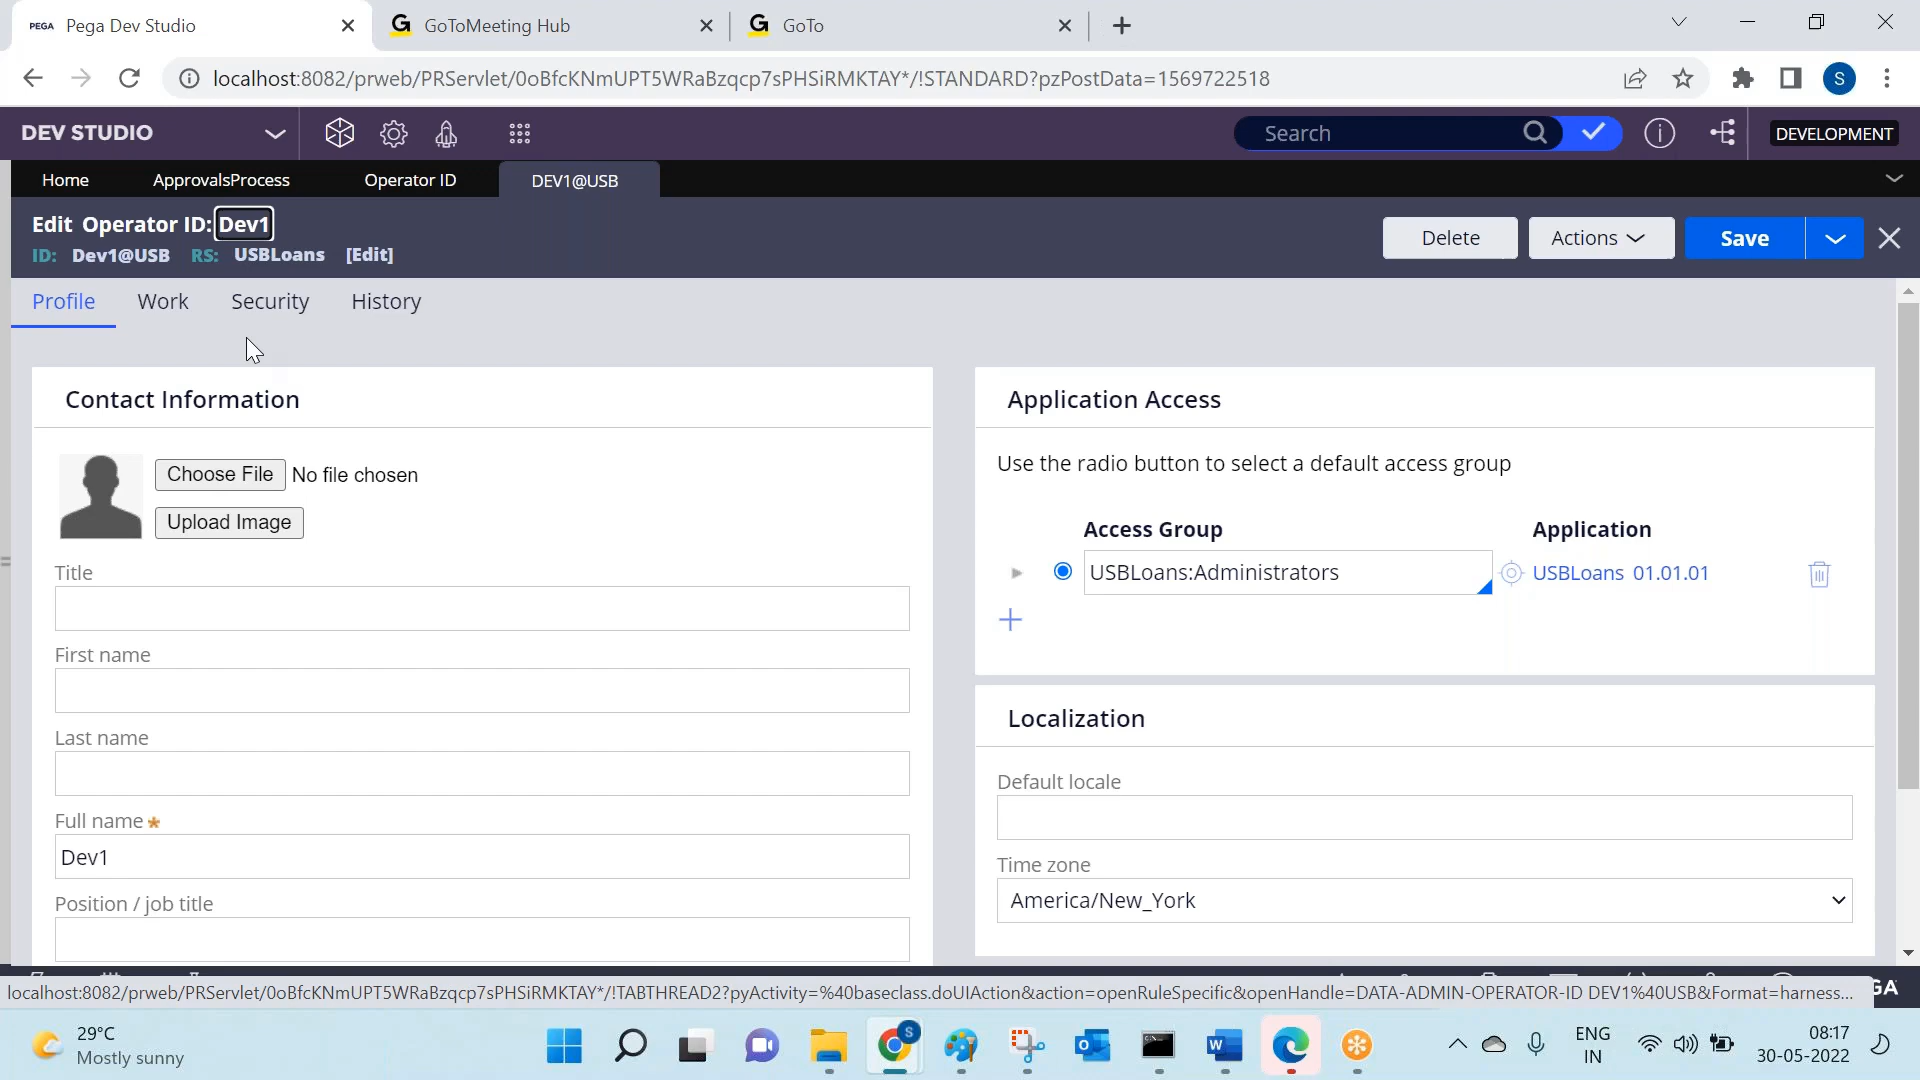 PEGA Pega Dev Studio
GoToMeeting Hub
GoTo
localhost:8082/prweb/PRServlet/0oBfcKNmUPT5WRaBzqcp7sPHSiRMKTAY*/!STANDARD?pzPostData=1569722518
S
DEV STUDIO
Search
DEVELOPMENT
Home
ApprovalsProcess
Operator ID
DEV1@USB
Edit Operator ID: Dev1
ID: Dev1@USB RS: USBLoans [Edit]
Delete
Actions
Save
Profile
Work
Security
History
Contact Information
Choose File No file chosen
Upload Image
Title
First name
Last name
Full name
Dev1
Position / job title
Application Access
Use the radio button to select a default access group
Access Group
Application
USBLoans:Administrators
USBLoans 01.01.01
Localization
Default locale
Time zone
America/New_York
localhost:8082/prweb/PRServlet/0oBfcKNmUPT5WRaBzqcp7sPHSiRMKTAY*/!TABTHREAD2?pyActivity=%40baseclass.doUIAction&action=openRuleSpecific&openHandle=DATA-ADMIN-OPERATOR-ID DEV1%40USB&Format=harness...
29°C
Mostly sunny
ENG
IN
08:17
30-05-2022